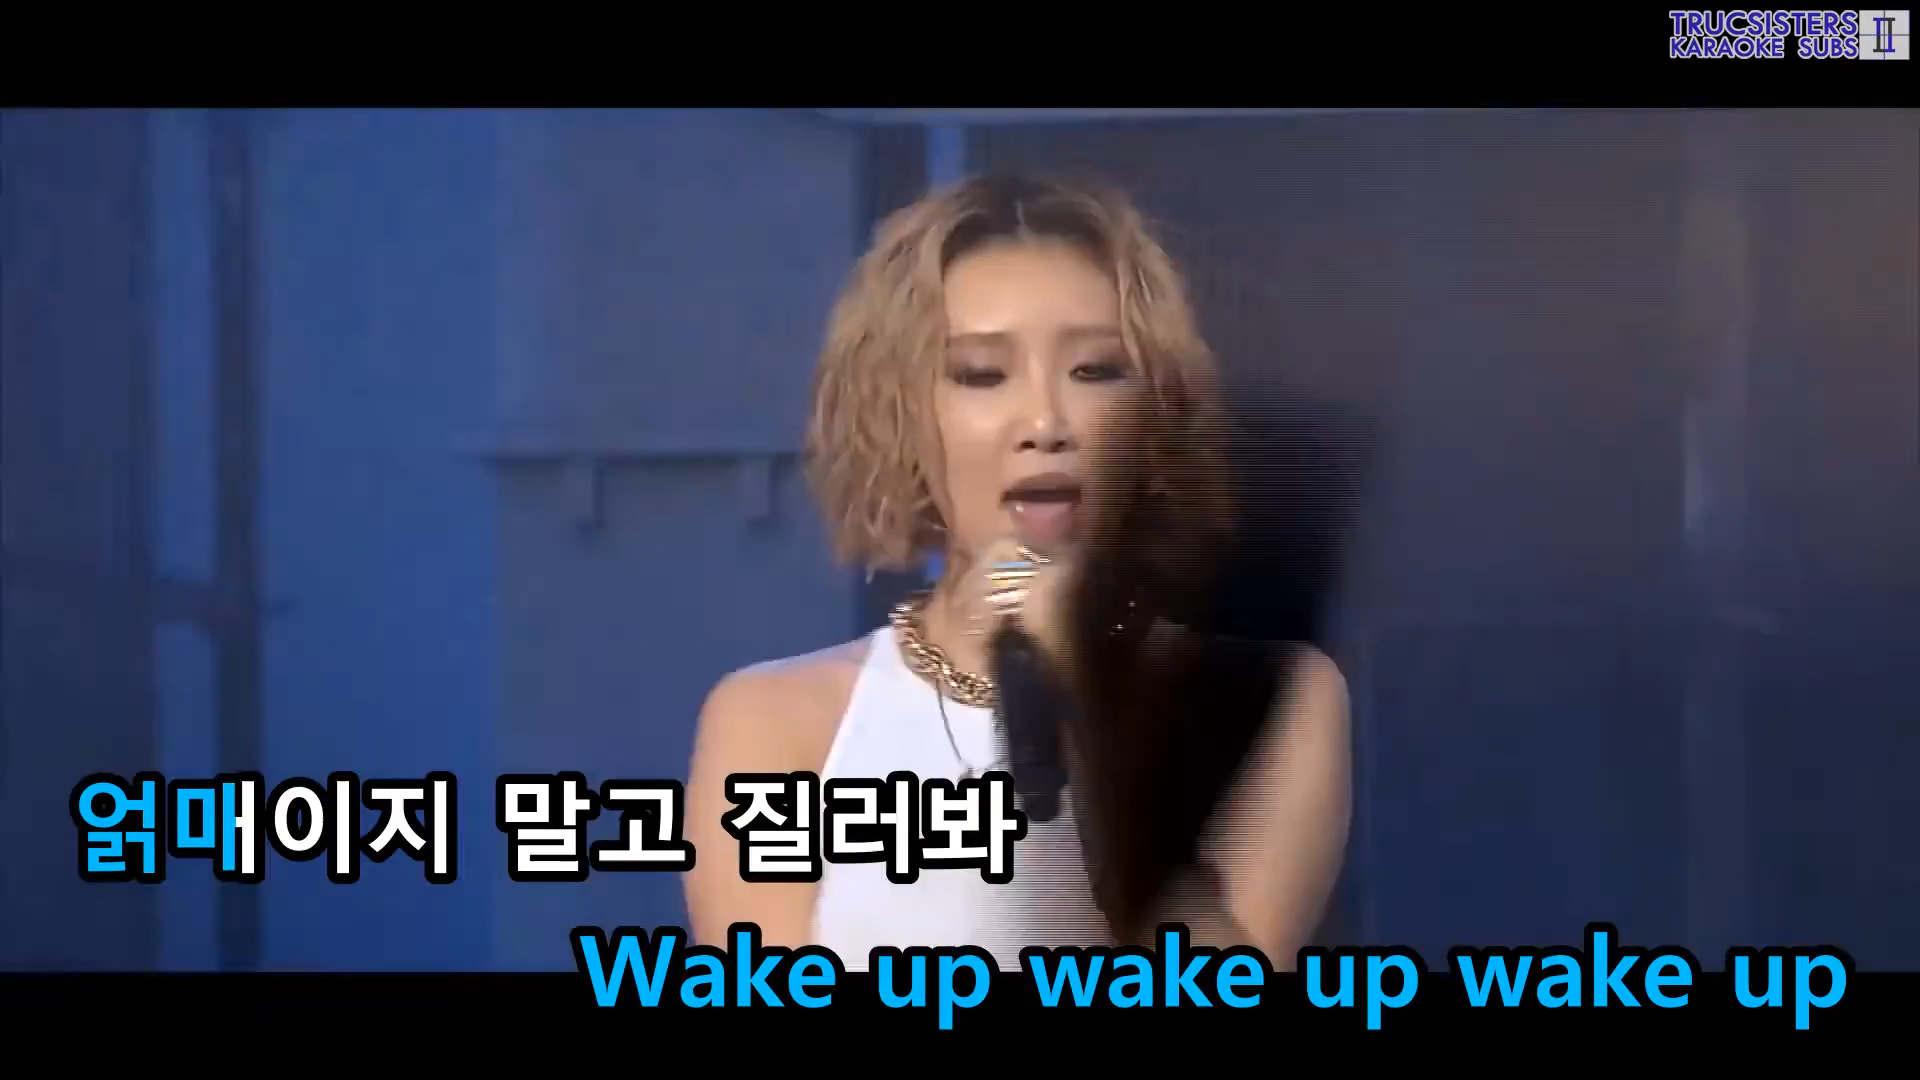 TRUCSISTERS
KARAOKE SUBS
얽매이지 말고 질러봐
Wake up wake up wake up